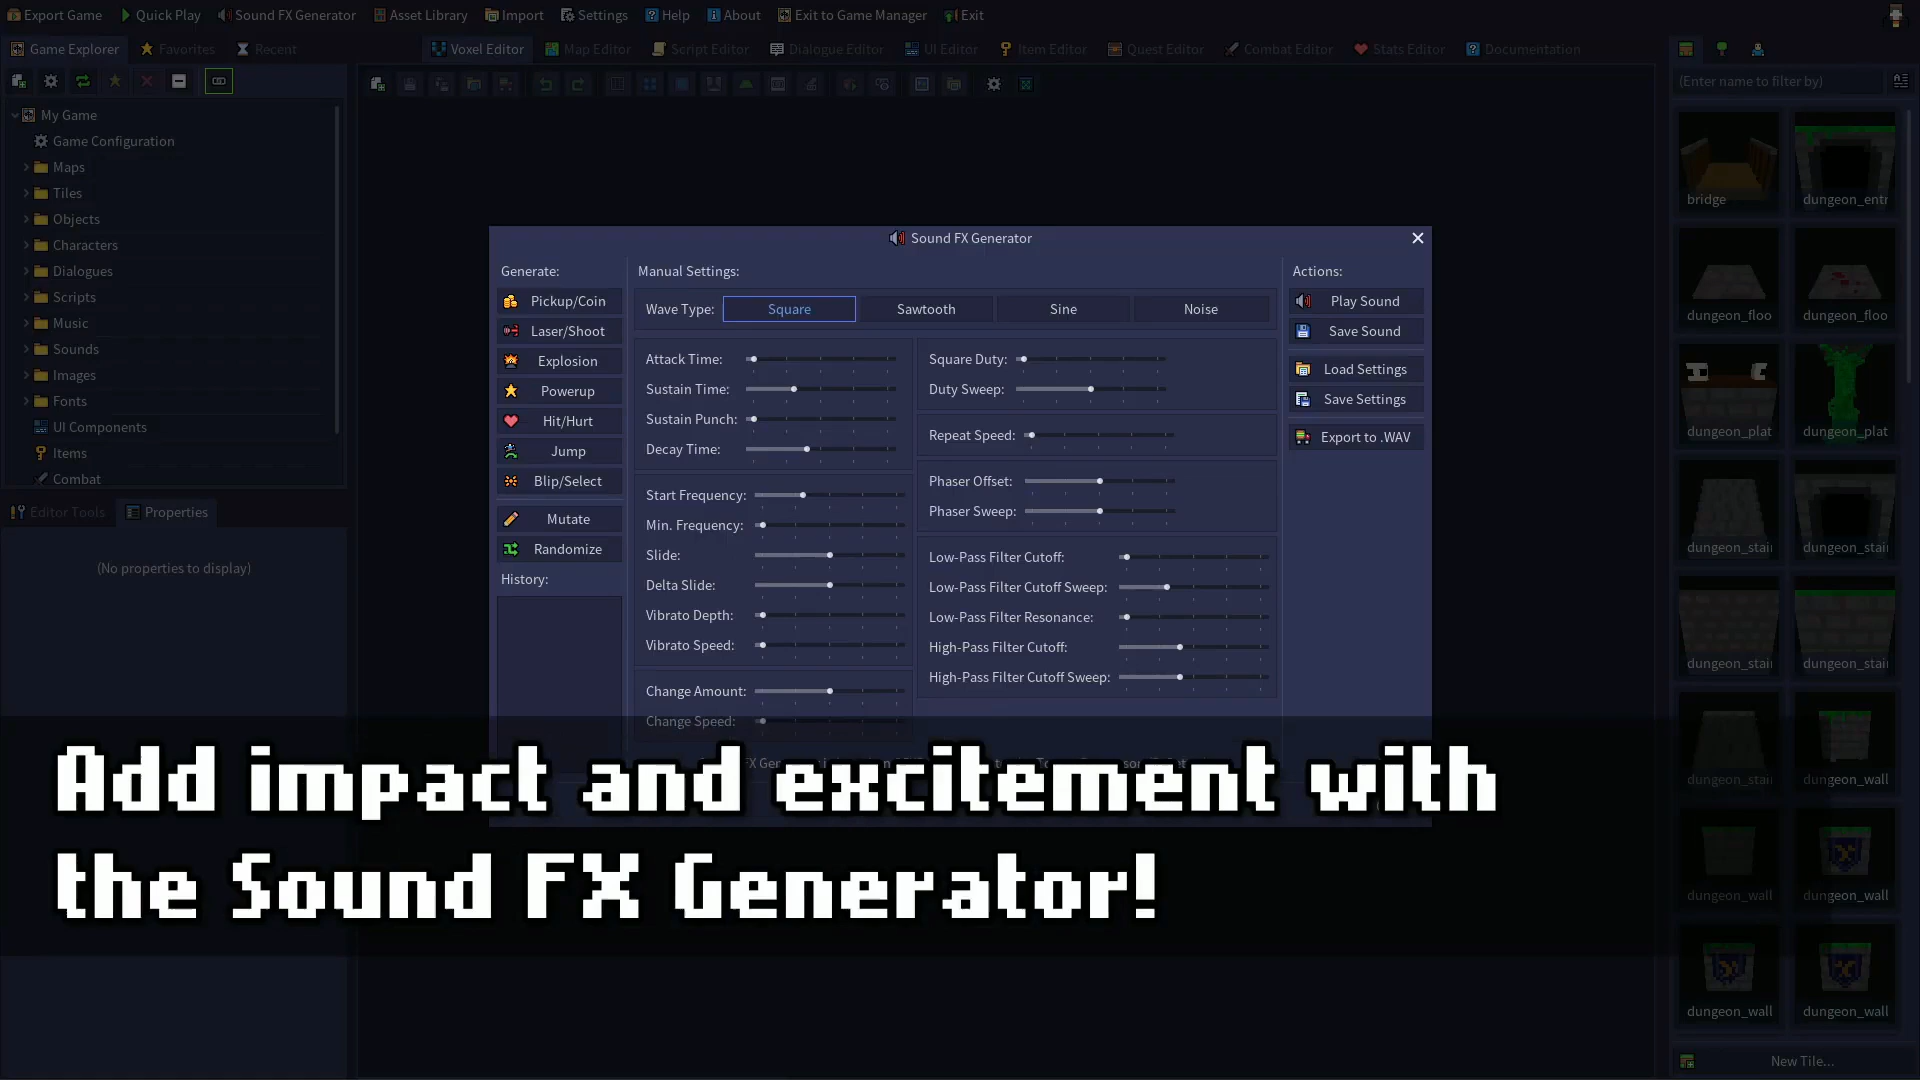 Export Game
Quick Play
Sound FX Generator
Asset Library
Import
Settings
Help
About
Exit to Game Manager
Exit
Game Explorer
Favorites
Recent
Voxel Editor
Map Editor
Script Editor
Dialogue Editor
UI Editor
Item Editor
Quest Editor
Combat Editor
Stats Editor
Documentation
(Enter name to filter by)
My Game
Game Configuration
Maps
Tiles
Objects
Characters
Dialogues
Scripts
Music
Sounds
Images
Fonts
UI Components
Items
Combat
Editor Tools
Properties
(No properties to display)
Sound FX Generator
Generate:
Pickup/Coin
Laser/Shoot
Explosion
Powerup
Hit/Hurt
Jump
Blip/Select
Mutate
Randomize
History:
Manual Settings:
Wave Type:
Square
Sawtooth
Sine
Noise
Attack Time:
Sustain Time:
Sustain Punch:
Decay Time:
Start Frequency:
Min. Frequency:
Slide:
Delta Slide:
Vibrato Depth:
Vibrato Speed:
Change Amount:
Change Speed:
Square Duty:
Duty Sweep:
Repeat Speed:
Phaser Offset:
Phaser Sweep:
Low-Pass Filter Cutoff:
Low-Pass Filter Cutoff Sweep:
Low-Pass Filter Resonance:
High-Pass Filter Cutoff:
High-Pass Filter Cutoff Sweep:
Actions:
Play Sound
Save Sound
Load Settings
Save Settings
Export to .WAV
Add impact and excitement with
the Sound FX Generator!
bridge
dungeon_entr
dungeon_floo
dungeon_floo
dungeon_plat
dungeon_plat
dungeon_stai
dungeon_stai
dungeon_stai
dungeon_stai
dungeon_stai
dungeon_wall
dungeon_wall
dungeon_wall
dungeon_wall
dungeon_wall
New Tile...